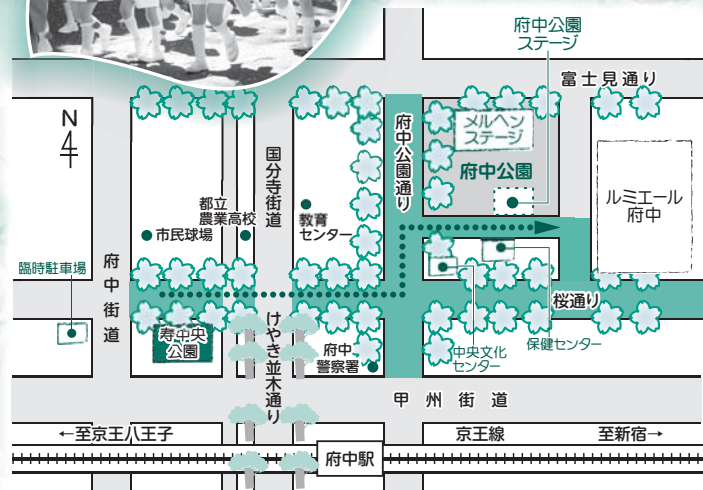 府中公園
ステージ
富士見通り
N
メルヘン
ステージ
府中公園通り
府中公園
国分寺街道
ルミエール
府中
都立
農業高校
教育
センター
市民球場
府中街道
臨時駐車場
桜通り
寿中央
公園
けやき並木通り
府中
警察署
中央文化
センター
保健センター
甲州街道
←至京王八王子
京王線
至新宿→
府中駅